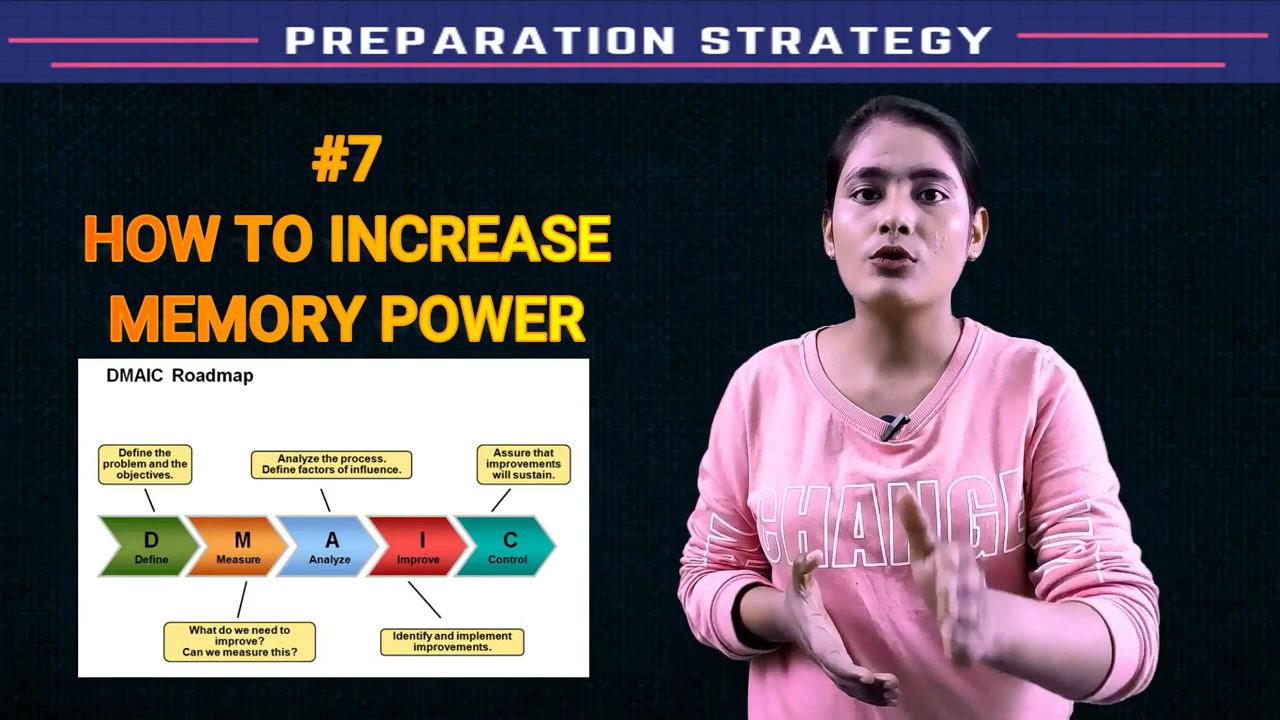 PREPARATION STRATEGY
#7
HOW TO INCREASE
MEMORY POWER
DMAIC Roadmap
Define the
problem and the
objectives.
Analyze the process.
Define factors of influence.
Assure that
improvements
will sustain.
D
Define
M
Measure
A
Analyze
I
Improve
C
Control
What do we need to
improve?
Can we measure this?
Identify and implement
improvements.
CHANGE